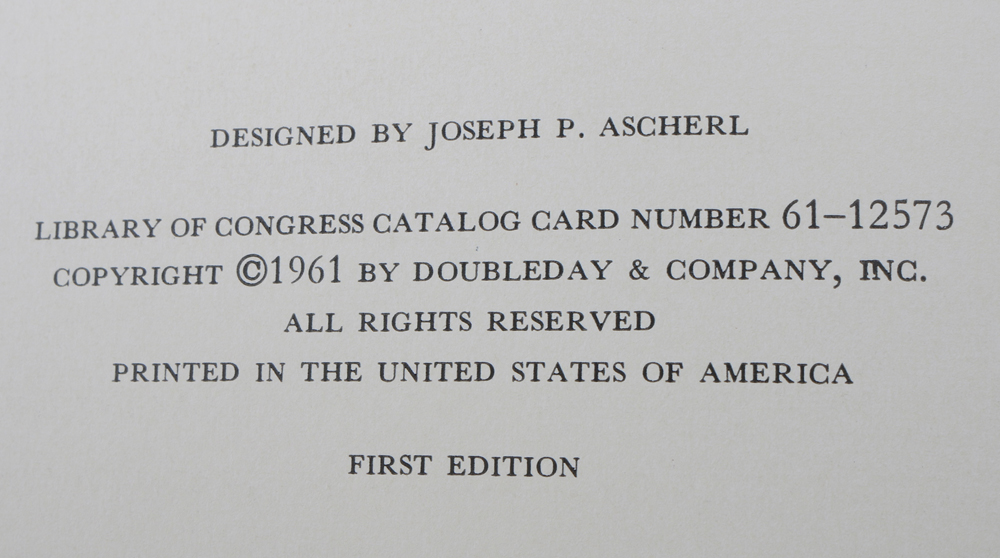 DESIGNED BY JOSEPH P. ASCHERL
LIBRARY OF CONGRESS CATALOG CARD NUMBER 61–12573
COPYRIGHT ©1961 BY DOUBLEDAY & COMPANY, INC.
ALL RIGHTS RESERVED
PRINTED IN THE UNITED STATES OF AMERICA
FIRST EDITION